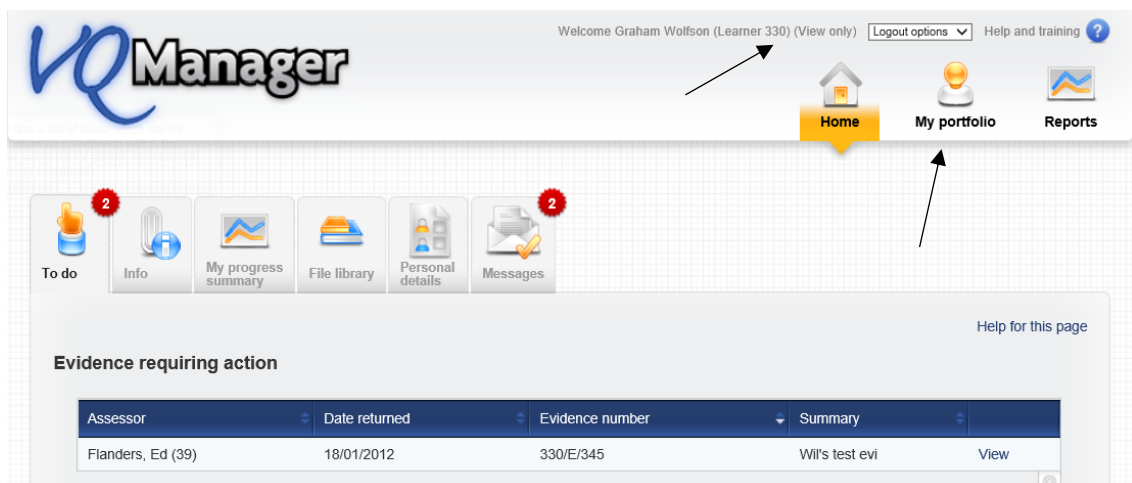 VQManager
Welcome Graham Wolfson (Learner 330) (View only) Logout options Help and training ?
Home My portfolio Reports
2 2
To do Info My progress summary File library Personal details Messages
Help for this page
Evidence requiring action
Assessor Date returned Evidence number Summary
Flanders, Ed (39) 18/01/2012 330/E/345 Wil's test evi View